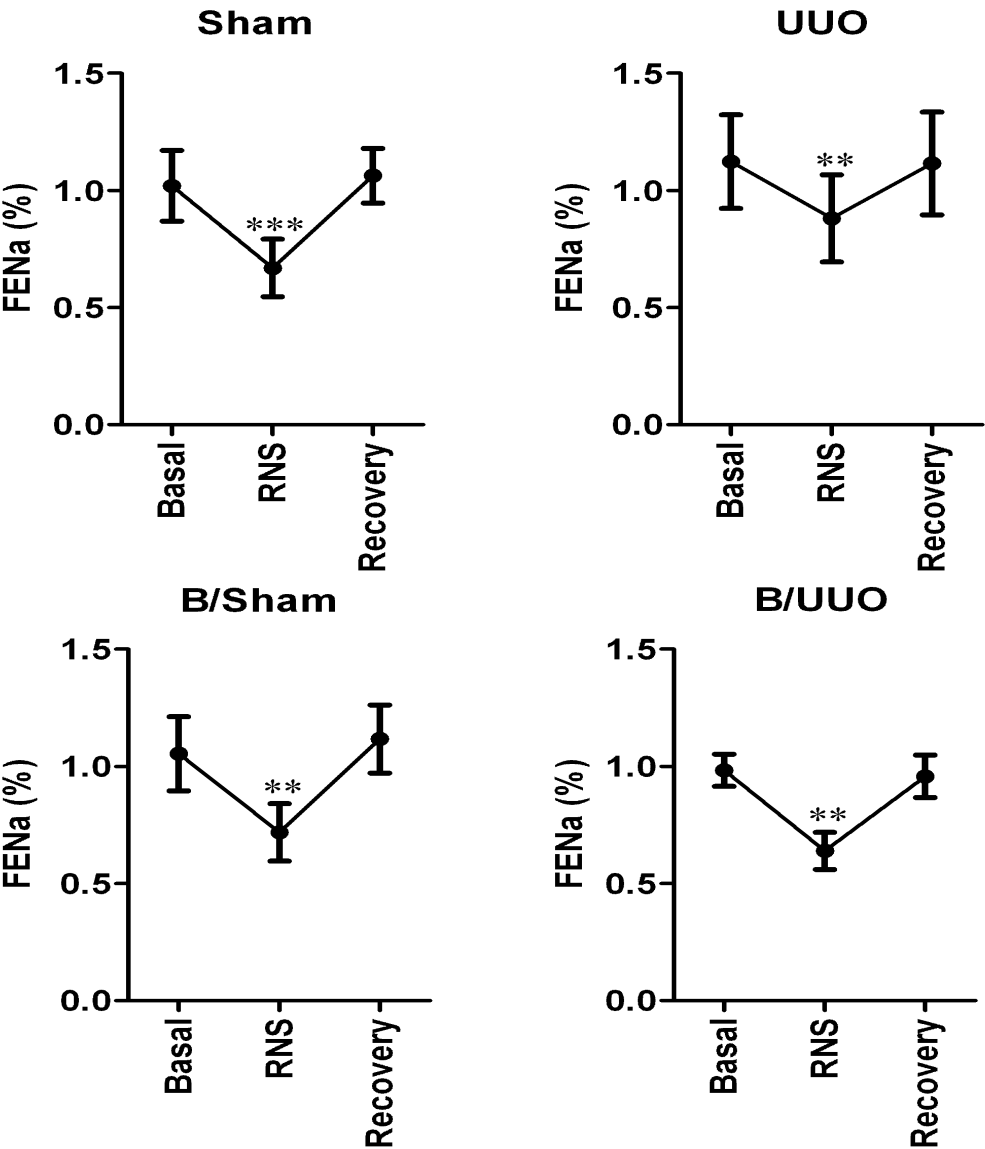 Sham
FENa (%)
1.5
1.0
0.5
0.0
***
Basal
RNS
Recovery
UUO
FENa (%)
1.5
1.0
0.5
0.0
**
Basal
RNS
Recovery
B/Sham
FENa (%)
1.5
1.0
0.5
0.0
**
Basal
RNS
Recovery
B/UUO
FENa (%)
1.5
1.0
0.5
0.0
**
Basal
RNS
Recovery